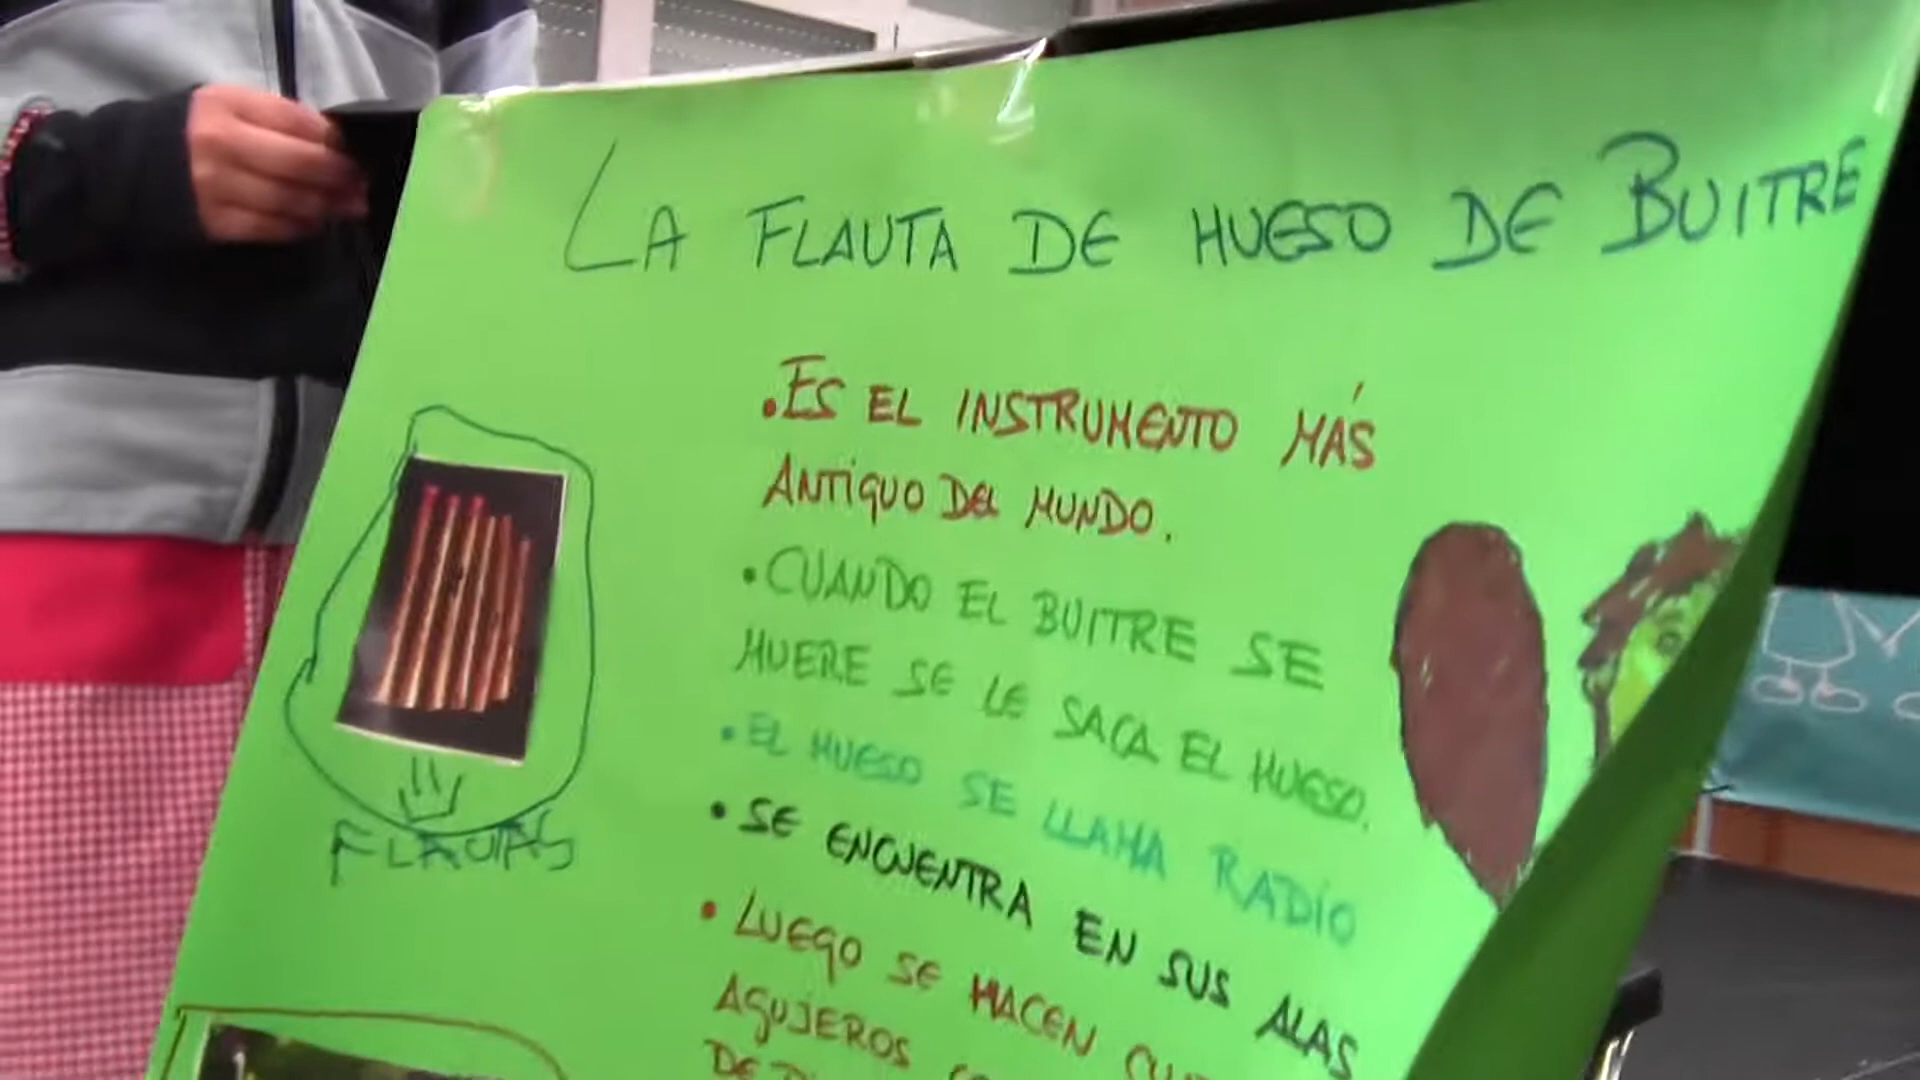 LA FLAUTA DE HUESO DE BUITRE
• ES EL INSTRUMENTO MÁS
ANTIGUO DEL MUNDO.
• CUANDO EL BUITRE SE
MUERE SE LE SACA EL HUESO.
• EL HUESO SE LLAMA RADIO
• SE ENCUENTRA EN SUS ALAS
• LUEGO SE HACEN
AGUJEROS
DE
FLAUTAS